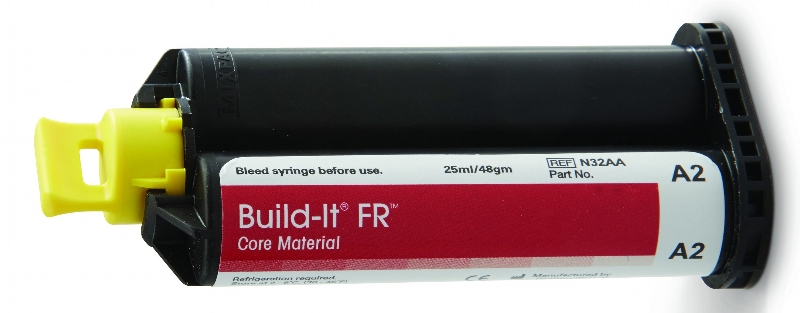 MIXPAC
Bleed syringe before use. 25ml/48gm REF N32AA
Part No.
A2
Build-It® FR™
Core Material
A2
Refrigeration required
CE Manufactured by